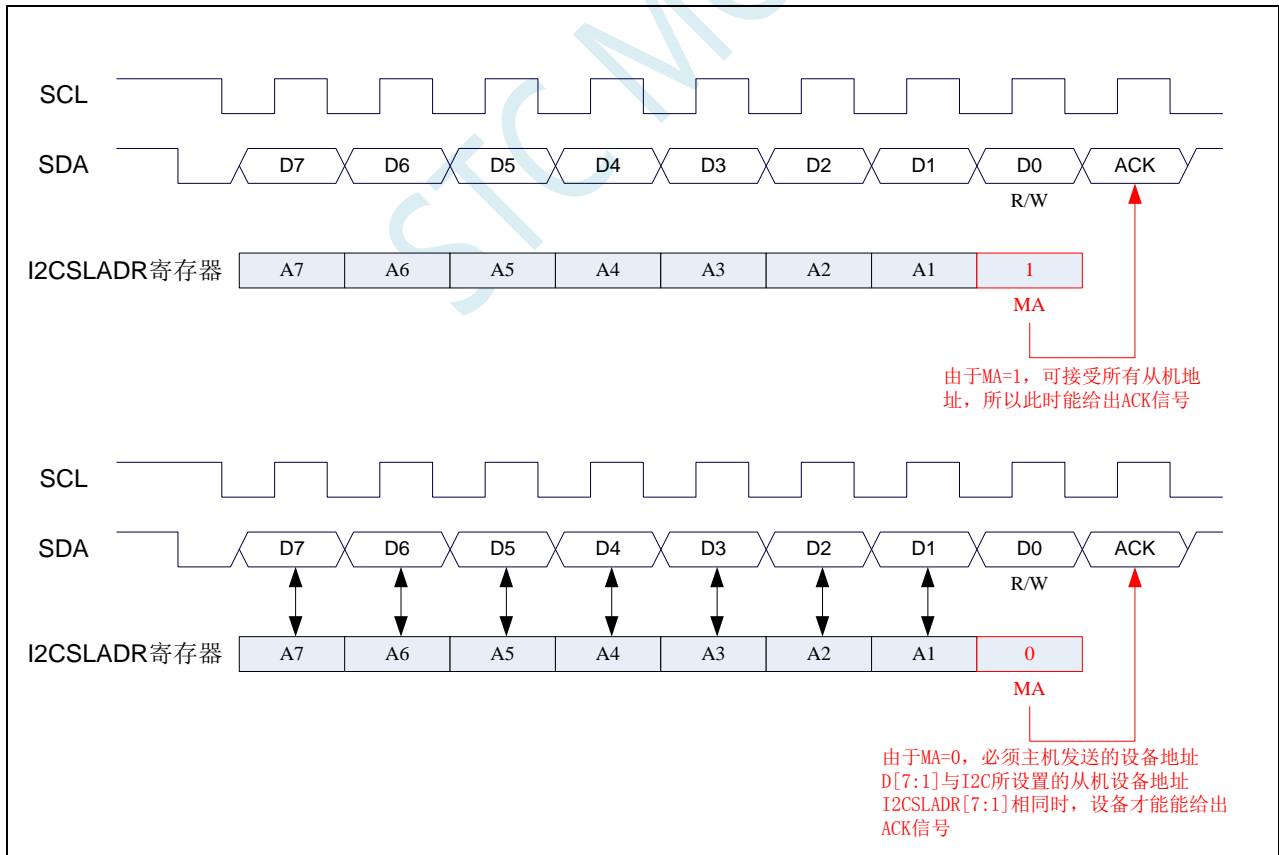 STC MC
SCL
SDA D7 D6 D5 D4 D3 D2 D1 D0 ACK
R/W
I2CSLADR寄存器 A7 A6 A5 A4 A3 A2 A1 1
MA
由于MA=1，可接受所有从机地
址，所以此时能给出ACK信号
SCL
SDA D7 D6 D5 D4 D3 D2 D1 D0 ACK
R/W
I2CSLADR寄存器 A7 A6 A5 A4 A3 A2 A1 0
MA
由于MA=0，必须主机发送的设备地址
D[7:1]与I2C所设置的从机设备地址
I2CSLADR[7:1]相同时，设备才能能给出
ACK信号